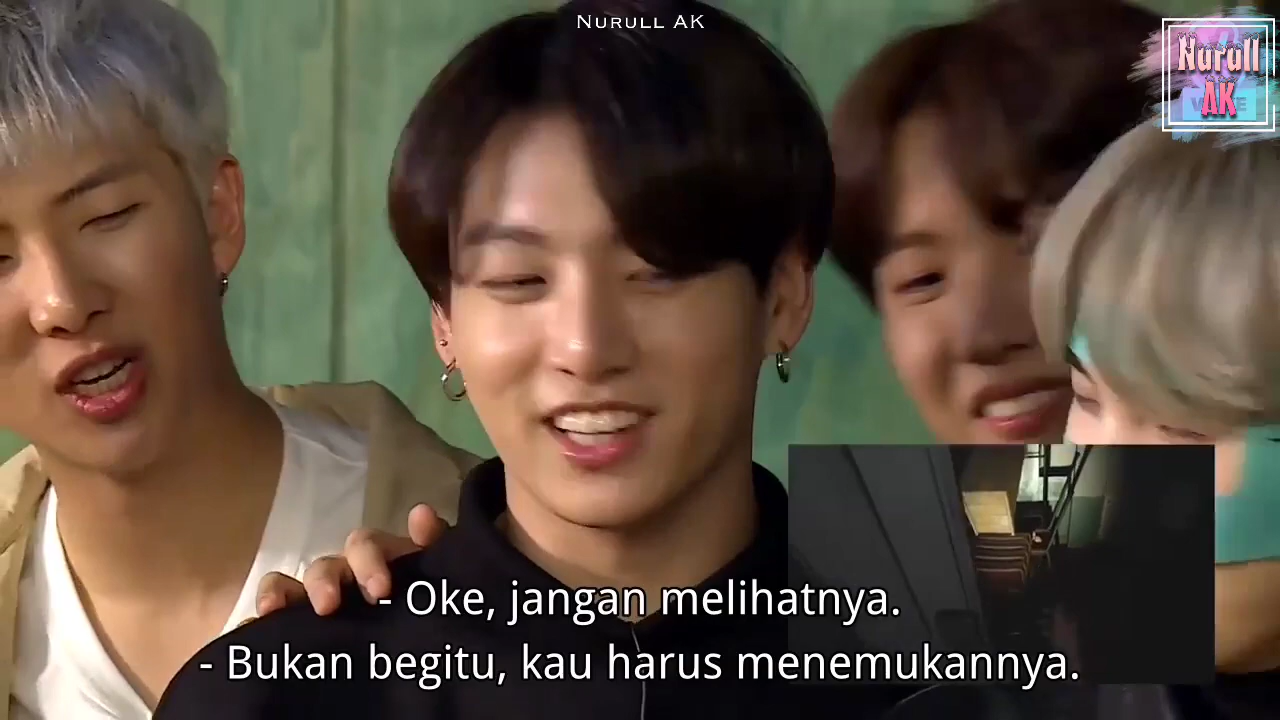 NURULL AK
Nurull
AK
- Oke, jangan melihatnya.
- Bukan begitu, kau harus menemukannya.